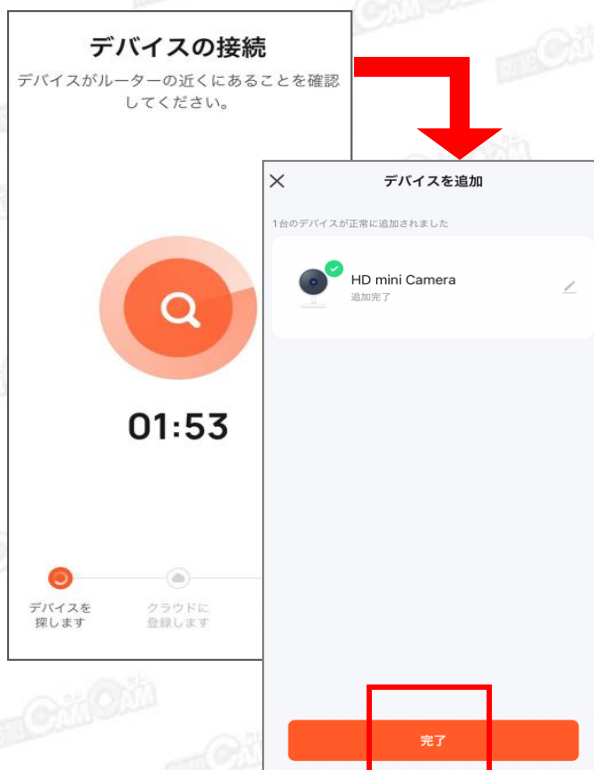 デバイスの接続
デバイスがルーターの近くにあることを確認
してください。
01:53
デバイスを
探します
クラウドに
登録します
デバイスを追加
1台のデバイスが正常に追加されました
HD mini Camera
追加完了
完了